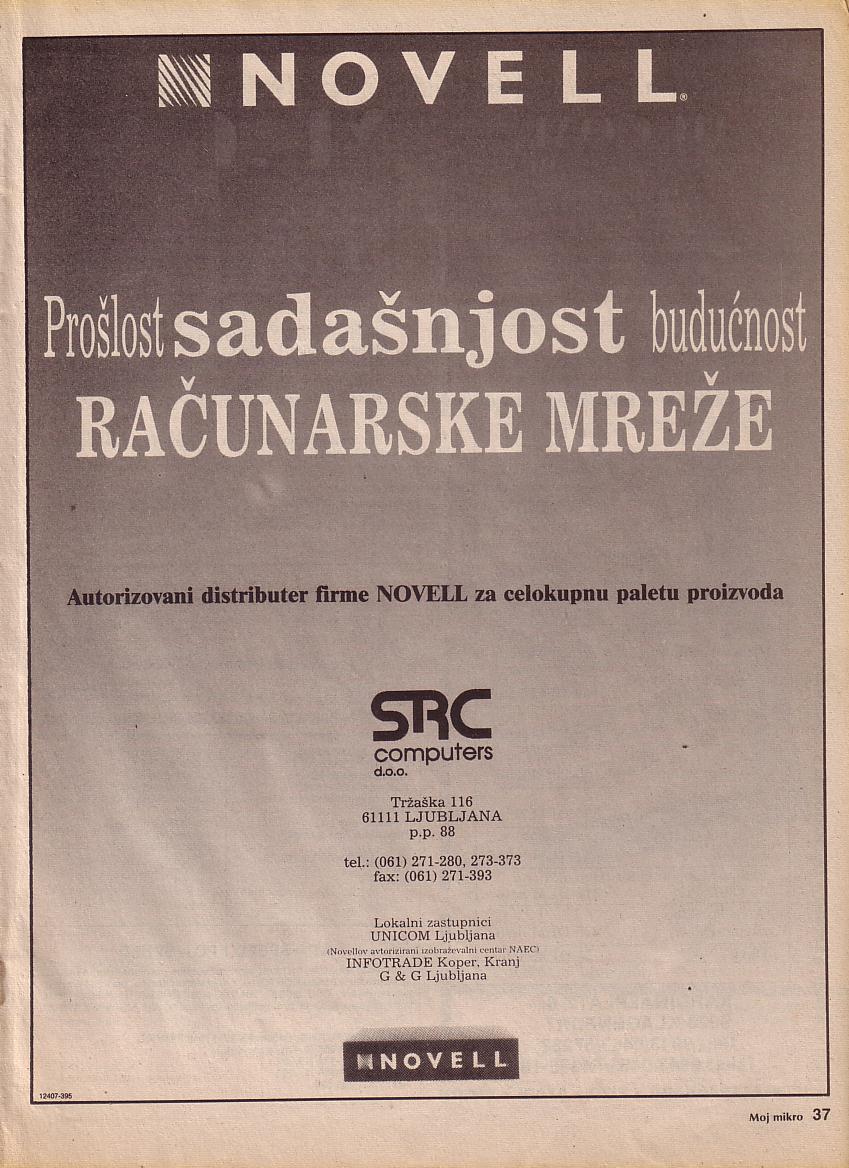 NOVELL®
Prošlost sadašnjost budućnost
RAČUNARSKE MREŽE
Autorizovani distributer firme NOVELL za celokupnu paletu proizvoda
SRC
computers
d.o.o.
Tržaška 116
61111 LJUBLJANA
p.p. 88
tel.: (061) 271-280, 273-373
fax: (061) 271-393
Lokalni zastupnici
UNICOM Ljubljana
(Novellov avtorizirani izobraževalni centar NAEC)
INFOTRADE Koper, Kranj
G & G Ljubljana
NOVELL
12407-395
Moj mikro 37